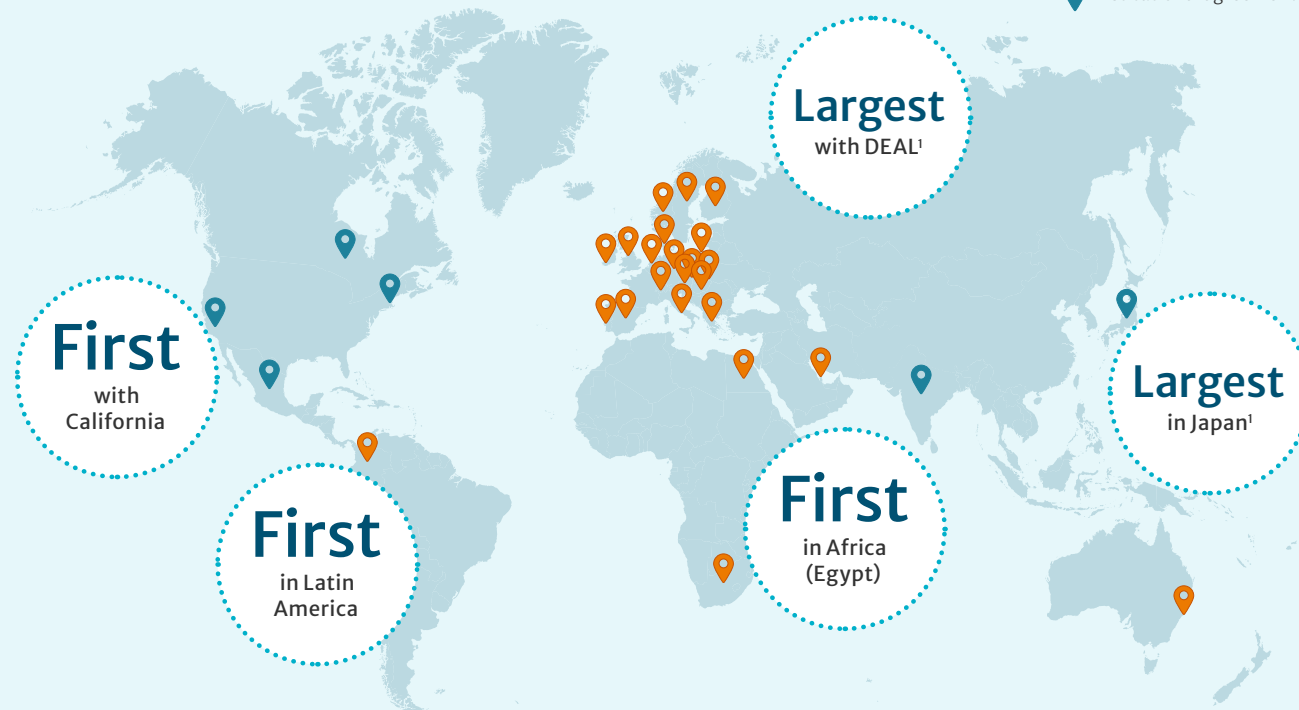 Largest
with DEAL¹
First
with
California
Largest
in Japan¹
First
in Africa
(Egypt)
First
in Latin
America